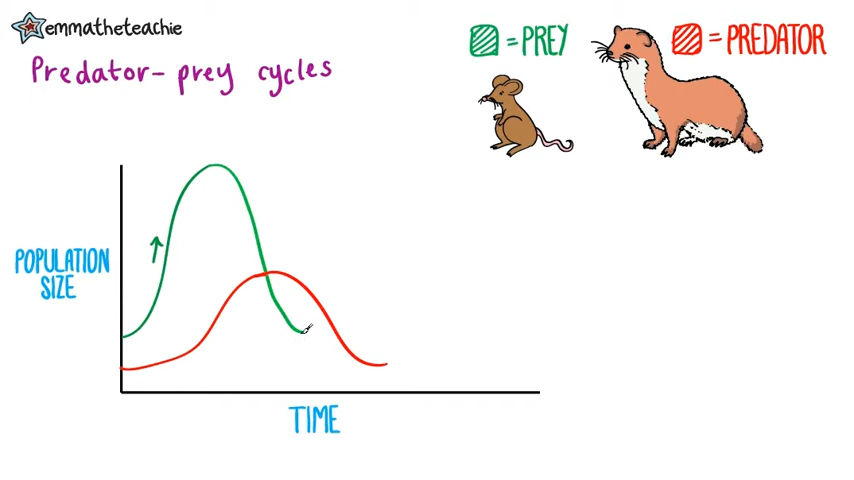 emmatheteachie
Predator-prey cycles
= PREY
= PREDATOR
POPULATION
SIZE
TIME